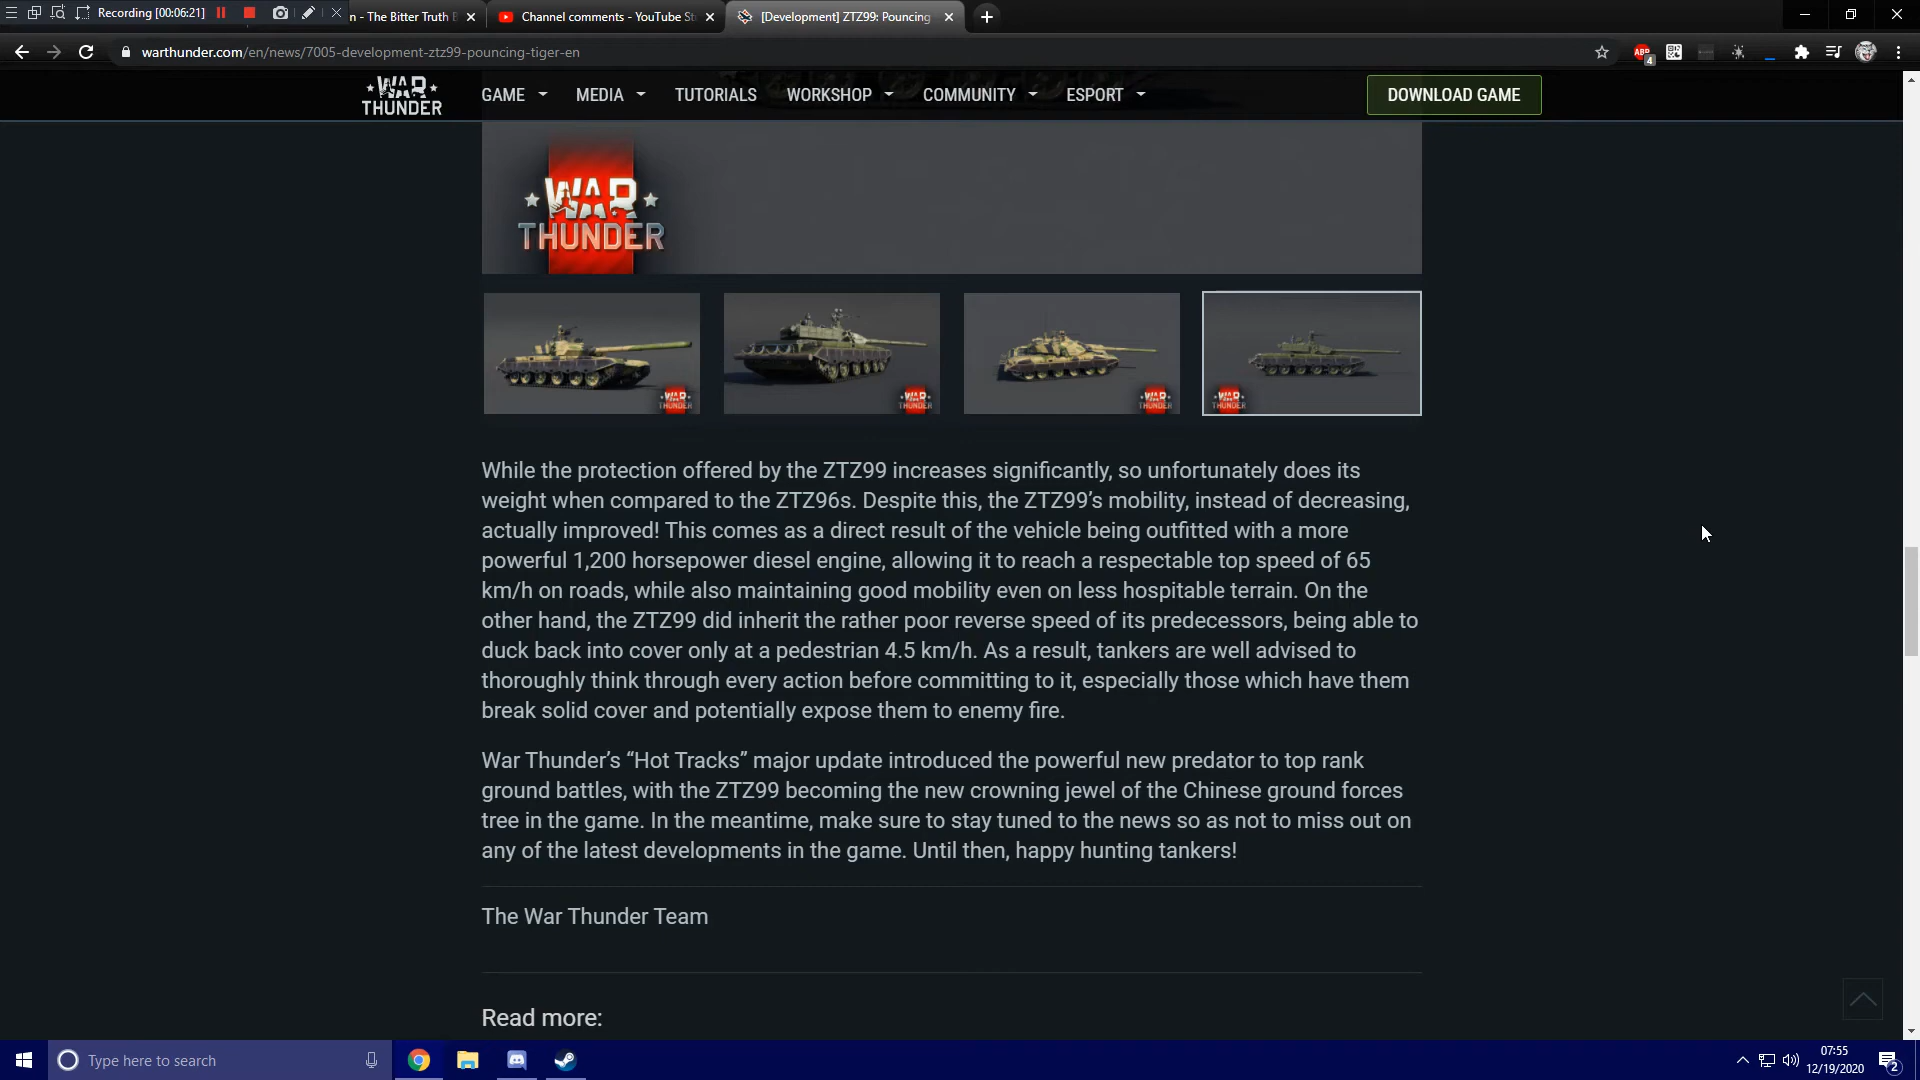 Recording [00:06:21]
n - The Bitter Truth B
Channel comments - YouTube St
[Development] ZTZ99: Pouncing
warthunder.com/en/news/7005-development-ztz99-pouncing-tiger-en
ABP
4
WAR
THUNDER
GAME
MEDIA
TUTORIALS
WORKSHOP
COMMUNITY
ESPORT
DOWNLOAD GAME
WAR
THUNDER
WAR
THUNDER
WAR
THUNDER
WAR
THUNDER
WAR
THUNDER
While the protection offered by the ZTZ99 increases significantly, so unfortunately does its
weight when compared to the ZTZ96s. Despite this, the ZTZ99’s mobility, instead of decreasing,
actually improved! This comes as a direct result of the vehicle being outfitted with a more
powerful 1,200 horsepower diesel engine, allowing it to reach a respectable top speed of 65
km/h on roads, while also maintaining good mobility even on less hospitable terrain. On the
other hand, the ZTZ99 did inherit the rather poor reverse speed of its predecessors, being able to
duck back into cover only at a pedestrian 4.5 km/h. As a result, tankers are well advised to
thoroughly think through every action before committing to it, especially those which have them
break solid cover and potentially expose them to enemy fire.
War Thunder’s “Hot Tracks” major update introduced the powerful new predator to top rank
ground battles, with the ZTZ99 becoming the new crowning jewel of the Chinese ground forces
tree in the game. In the meantime, make sure to stay tuned to the news so as not to miss out on
any of the latest developments in the game. Until then, happy hunting tankers!
The War Thunder Team
Read more:
Type here to search
07:55
12/19/2020
2